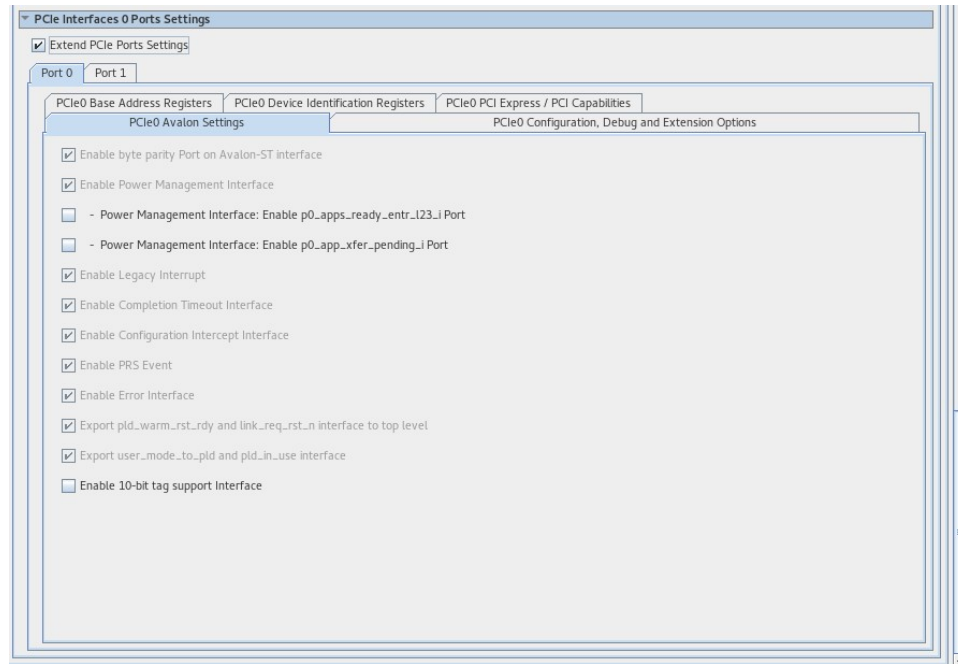 PCIe Interfaces 0 Ports Settings
Extend PCIe Ports Settings
Port 0 Port 1
PCIe0 Base Address Registers PCIe0 Device Identification Registers PCIe0 PCI Express / PCI Capabilities
PCIe0 Avalon Settings PCIe0 Configuration, Debug and Extension Options
Enable byte parity Port on Avalon-ST interface
Enable Power Management Interface
- Power Management Interface: Enable p0_apps_ready_entr_l23_i Port
- Power Management Interface: Enable p0_app_xfer_pending_i Port
Enable Legacy Interrupt
Enable Completion Timeout Interface
Enable Configuration Intercept Interface
Enable PRS Event
Enable Error Interface
Export pld_warm_rst_rdy and link_req_rst_n interface to top level
Export user_mode_to_pld and pld_in_use interface
Enable 10-bit tag support Interface